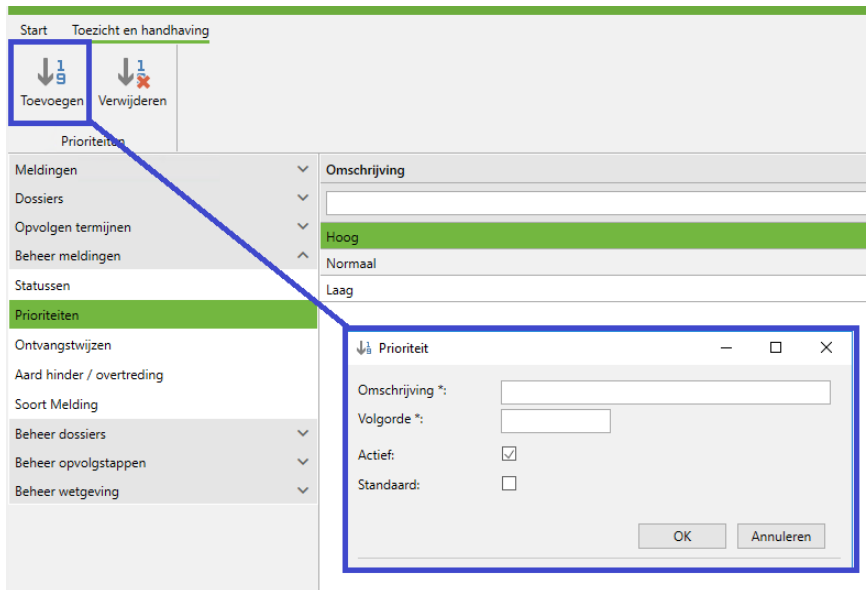 Start Toezicht en handhaving
Toevoegen Verwijderen
Prioriteiten
Meldingen
Dossiers
Opvolgen termijnen
Beheer meldingen
Statussen
Prioriteiten
Ontvangstwijzen
Aard hinder / overtreding
Soort Melding
Beheer dossiers
Beheer opvolgstappen
Beheer wetgeving
Omschrijving
Hoog
Normaal
Laag
Prioriteit
Omschrijving *:
Volgorde *:
Actief:
Standaard:
OK Annuleren